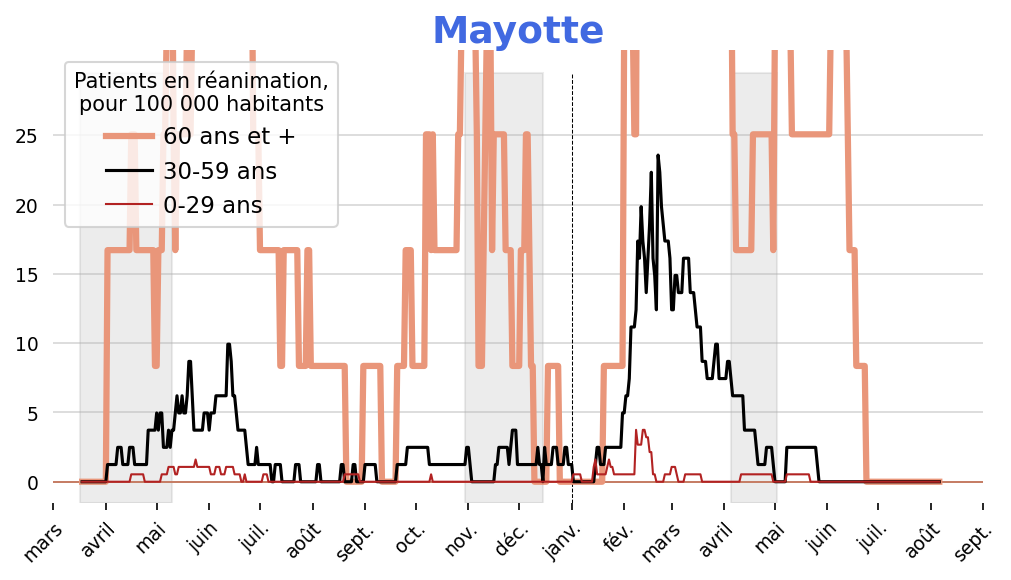 Mayotte
Patients en réanimation,
pour 100 000 habitants
60 ans et +
30-59 ans
0-29 ans
25
20
15
10
5
0
mars
avril
mai
juin
juil.
août
sept.
oct.
nov.
déc.
janv.
fév.
mars
avril
mai
juin
juil.
août
sept.